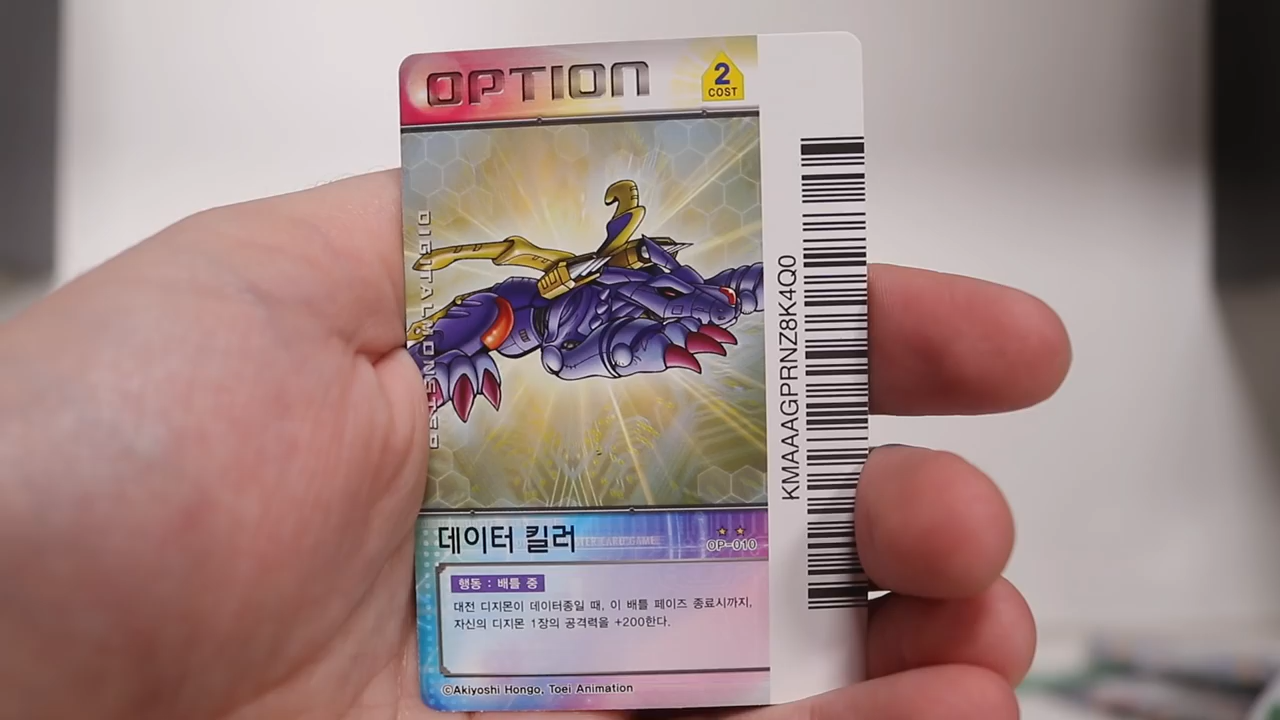 OPTION
2
COST
DIGITAL MONSTER
KMAAAGPRNZ8K4Q0
데이터 킬러
OP-010
행동 : 배틀 중
대전 디지몬이 데이터종일 때, 이 배틀 페이즈 종료시까지,
자신의 디지몬 1장의 공격력을 +200한다.
©Akiyoshi Hongo, Toei Animation